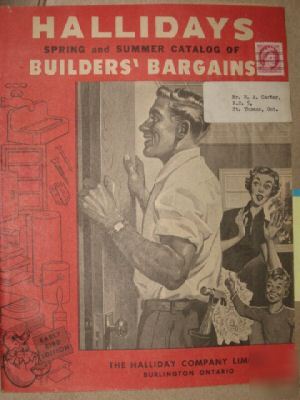 HALLIDAYS
SPRING and SUMMER CATALOG OF
BUILDERS' BARGAINS
Mr. R. A. Carter,
R.R. 5,
St. Thomas, Ont.
EARLY
BIRD
EDITION
THE HALLIDAY COMPANY LIMI
BURLINGTON ONTARIO